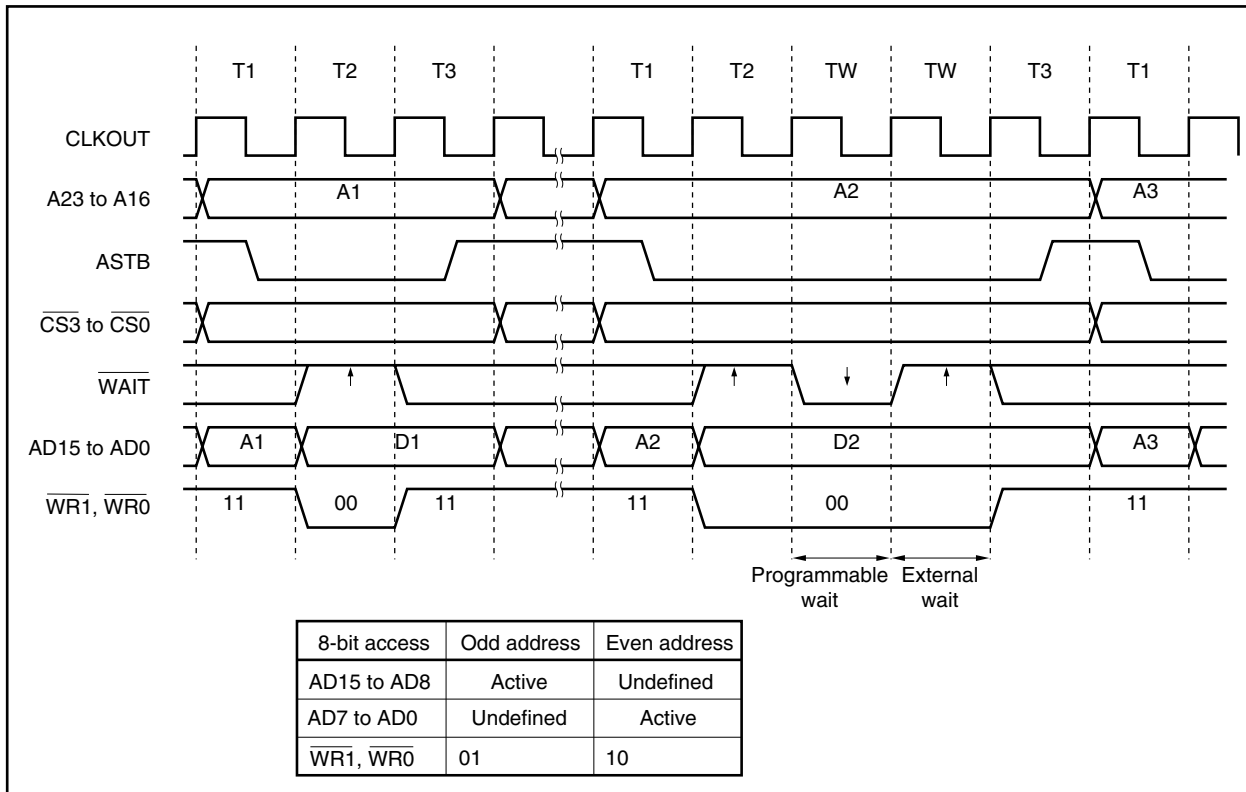 T1 T2 T3 T1 T2 TW TW T3 T1
CLKOUT
A23 to A16 A1 A2 A3
ASTB
CS3 to CS0
WAIT
AD15 to AD0 A1 D1 A2 D2 A3
WR1, WR0 11 00 11 11 00 11
Programmable wait
External wait
8-bit access Odd address Even address
AD15 to AD8 Active Undefined
AD7 to AD0 Undefined Active
WR1, WR0 01 10